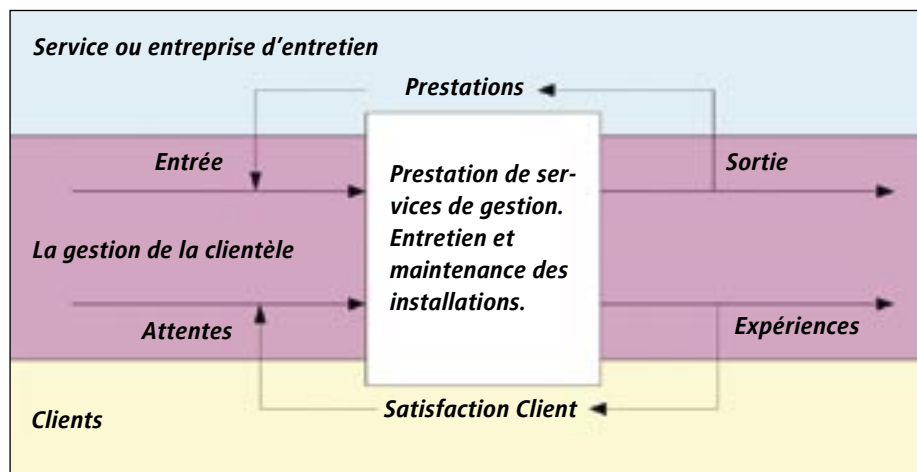 Service ou entreprise d'entretien
Prestations
Entrée
Sortie
Prestation de ser-
vices de gestion.
Entretien et
maintenance des
installations.
La gestion de la clientèle
Attentes
Expériences
Satisfaction Client
Clients